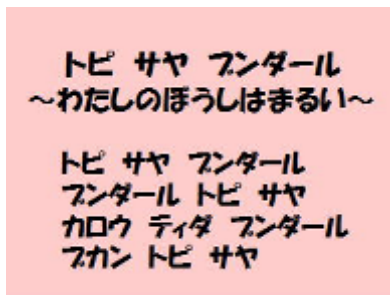 トピ サヤ ブンダール
～わたしのぼうしはまるい～
トピ サヤ ブンダール
ブンダール トピ サヤ
カロウ ティダ ブンダール
ブカン トピ サヤ